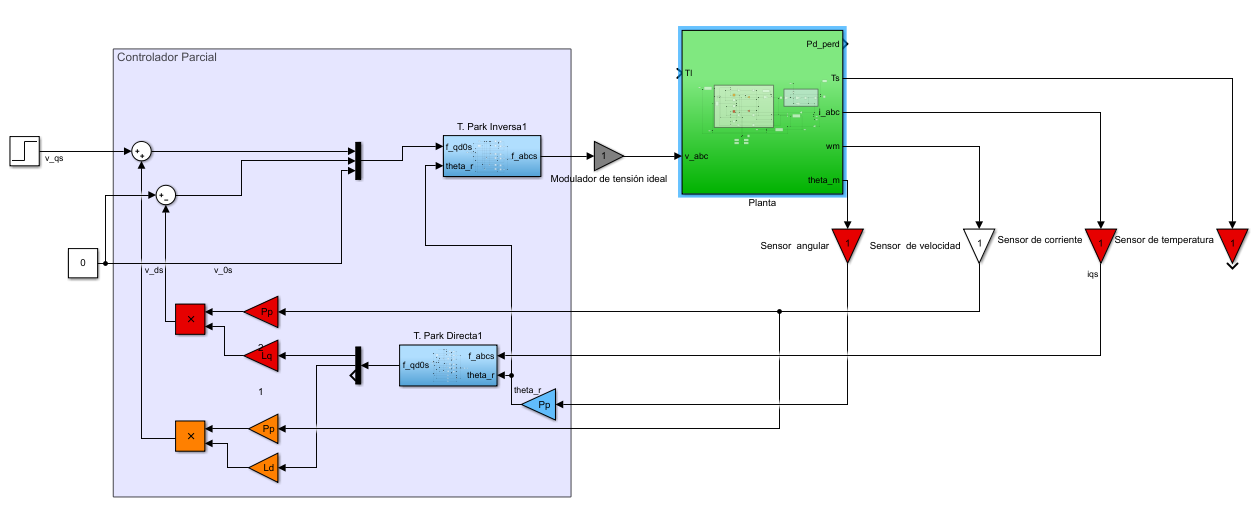 Controlador Parcial
Pd_perd
Tl
Ts
i_abc
wm
v_abc
theta_m
Planta
T. Park Inversa1
f_qd0s
theta_r
f_abcs
1
Modulador de tensión ideal
v_qs
+
+
+
−
0
v_ds
v_0s
Sensor angular
1
Sensor de velocidad
1
Sensor de corriente
1
Sensor de temperatura
1
iqs
×
Pp
2
Lq
1
T. Park Directa1
f_qd0s
f_abcs
theta_r
theta_r
Pp
×
Pp
Ld